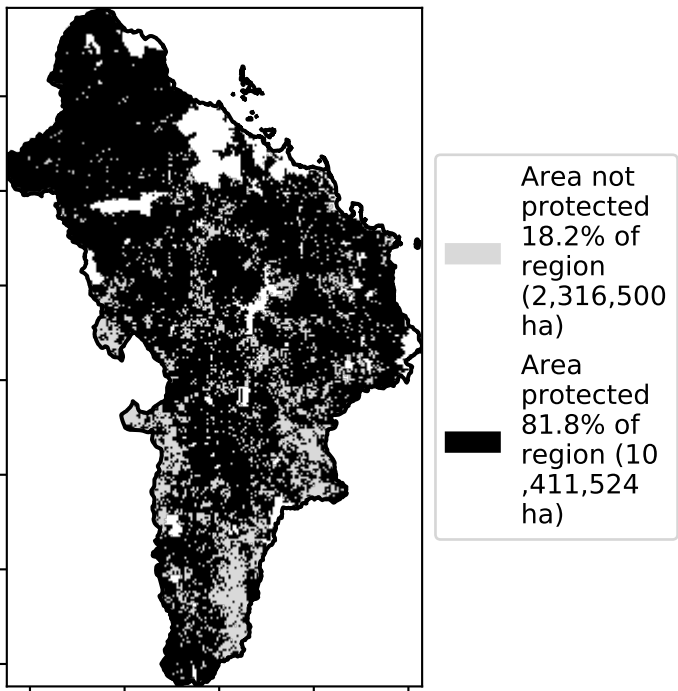 Area not
protected
18.2% of
region
(2,316,500
ha)
Area
protected
81.8% of
region (10
,411,524
ha)